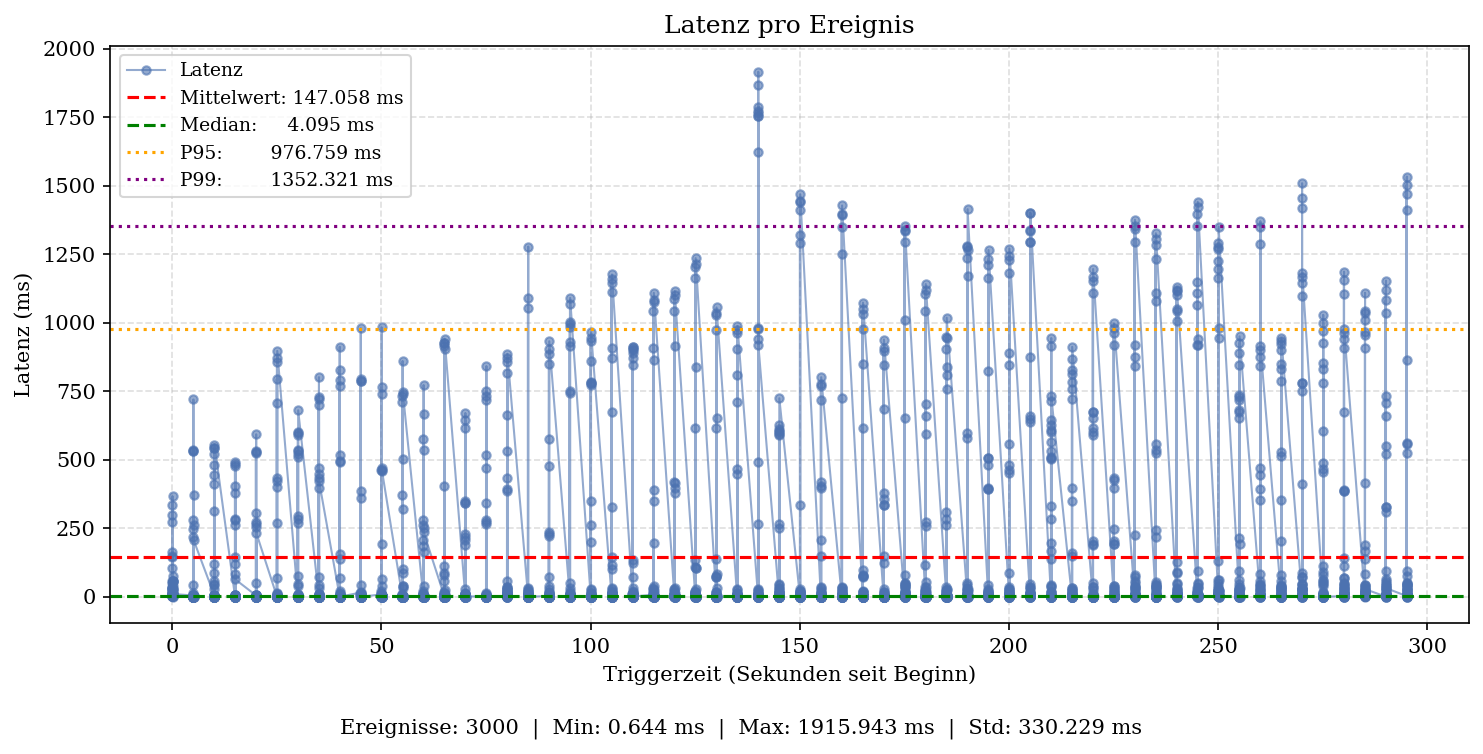 Latenz pro Ereignis
2000
1750
1500
1250
1000
750
500
250
0
Latenz (ms)
Latenz
Mittelwert: 147.058 ms
Median: 4.095 ms
P95: 976.759 ms
P99: 1352.321 ms
0 50 100 150 200 250 300
Triggerzeit (Sekunden seit Beginn)
Ereignisse: 3000 | Min: 0.644 ms | Max: 1915.943 ms | Std: 330.229 ms